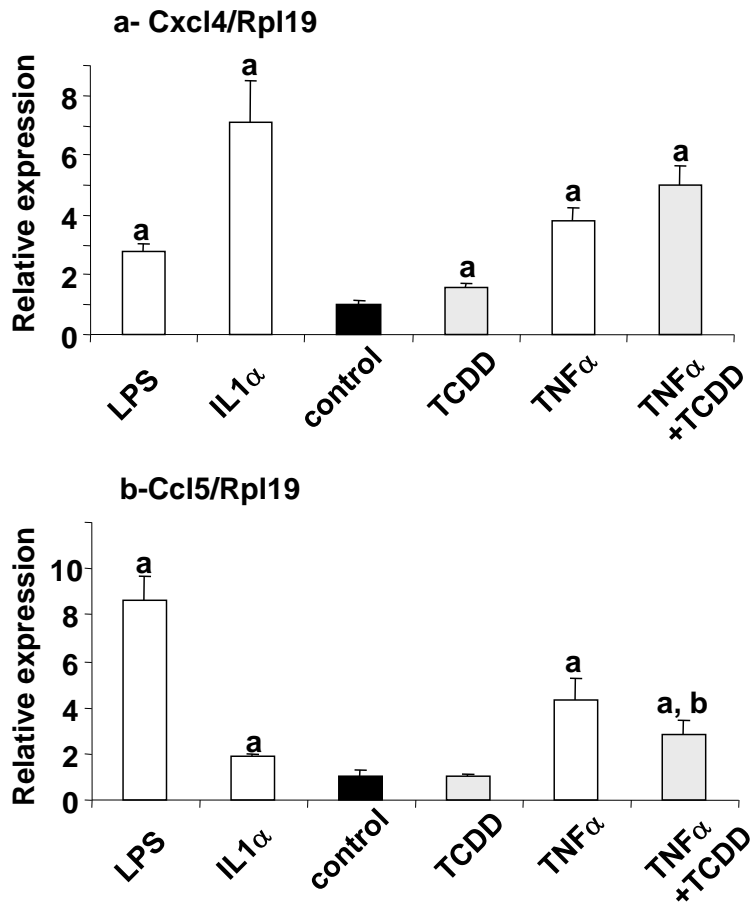 a- Cxcl4/Rpl19
Relative expression
8
6
4
2
0
a
a
a
a
a
LPS
IL1α
control
TCDD
TNFα
TNFα
+TCDD
b-Ccl5/Rpl19
Relative expression
10
8
6
4
2
0
a
a
a
a, b
LPS
IL1α
control
TCDD
TNFα
TNFα
+TCDD